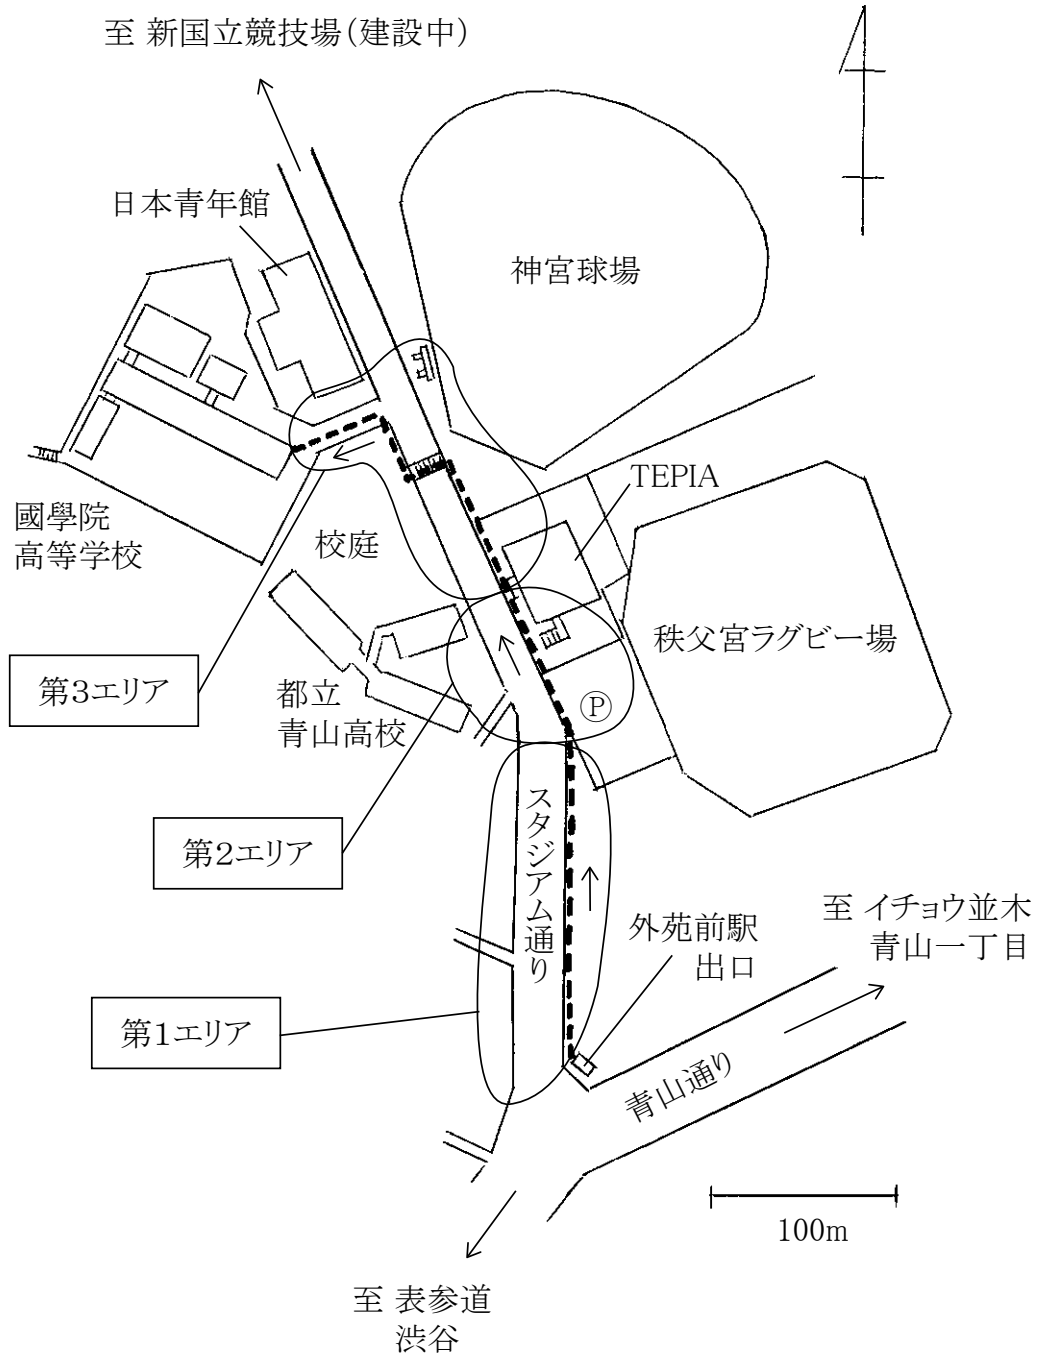 至 新国立競技場(建設中)
日本青年館
神宮球場
TEPIA
國學院
高等学校
校庭
秩父宮ラグビー場
第3エリア
都立
青山高校
P
スタジアム通り
第2エリア
至 イチョウ並木
青山一丁目
外苑前駅
出口
第1エリア
青山通り
100m
至 表参道
渋谷